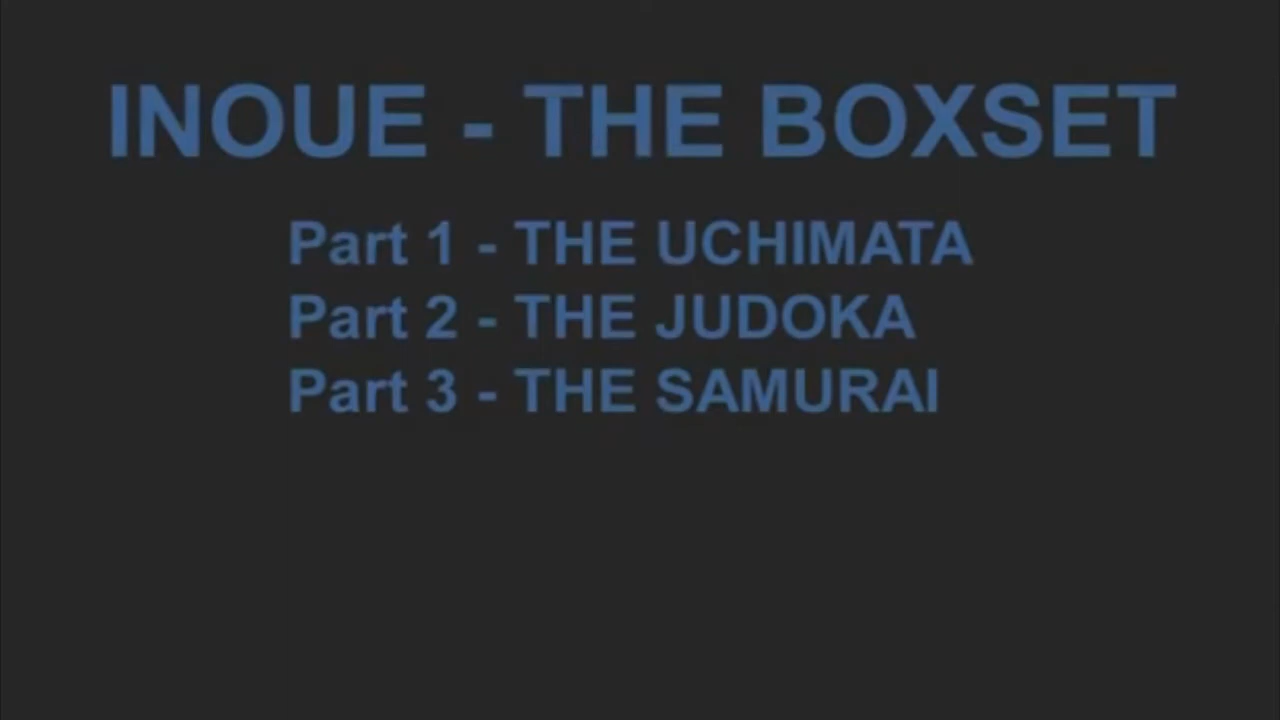 INOUE - THE BOXSET
Part 1 - THE UCHIMATA
Part 2 - THE JUDOKA
Part 3 - THE SAMURAI